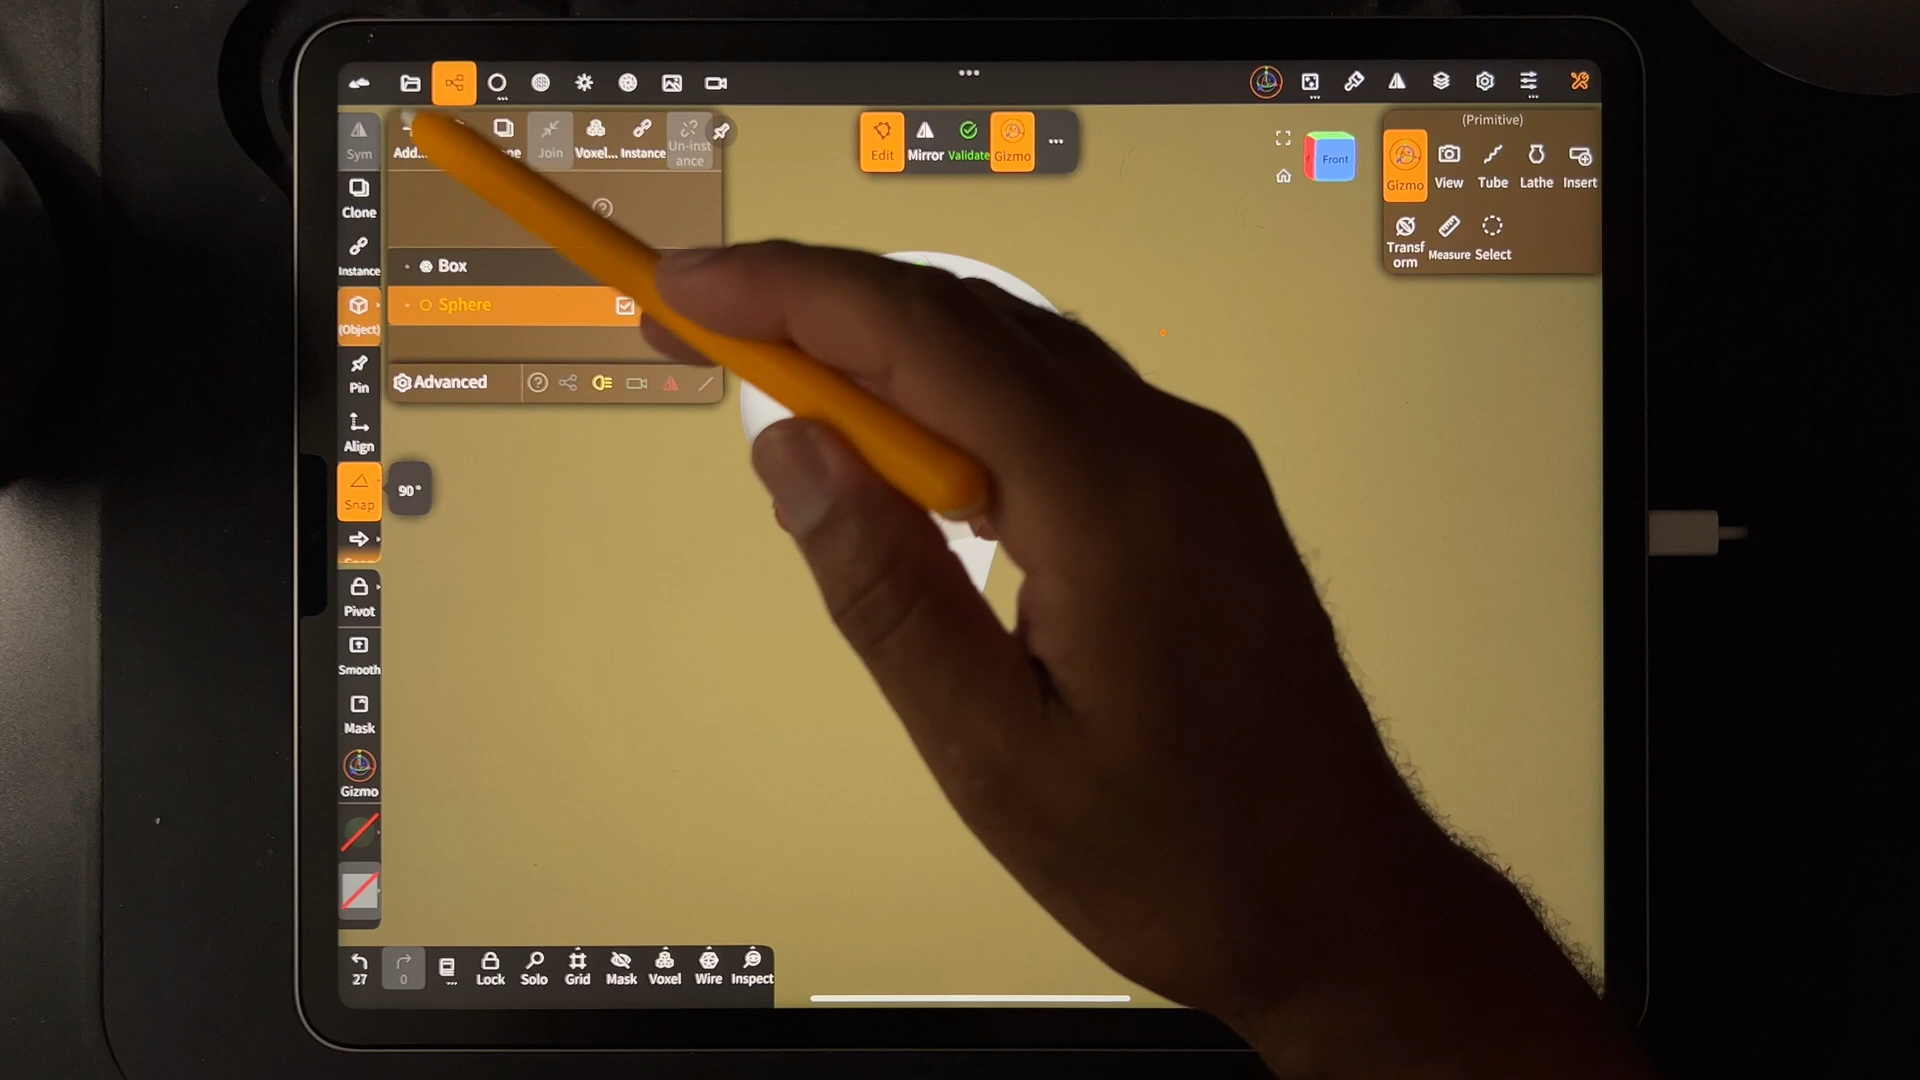 Sym
Clone
Instance
(Object)
Pin
Align
Snap
90°
Pivot
Smooth
Mask
Gizmo
Add...
Join
Voxel...
Instance
Un-inst
ance
Box
Sphere
Advanced
Edit
Mirror
Validate
Gizmo
Front
(Primitive)
Gizmo
View
Tube
Lathe
Insert
Transf
orm
Measure
Select
27
0
Lock
Solo
Grid
Mask
Voxel
Wire
Inspect